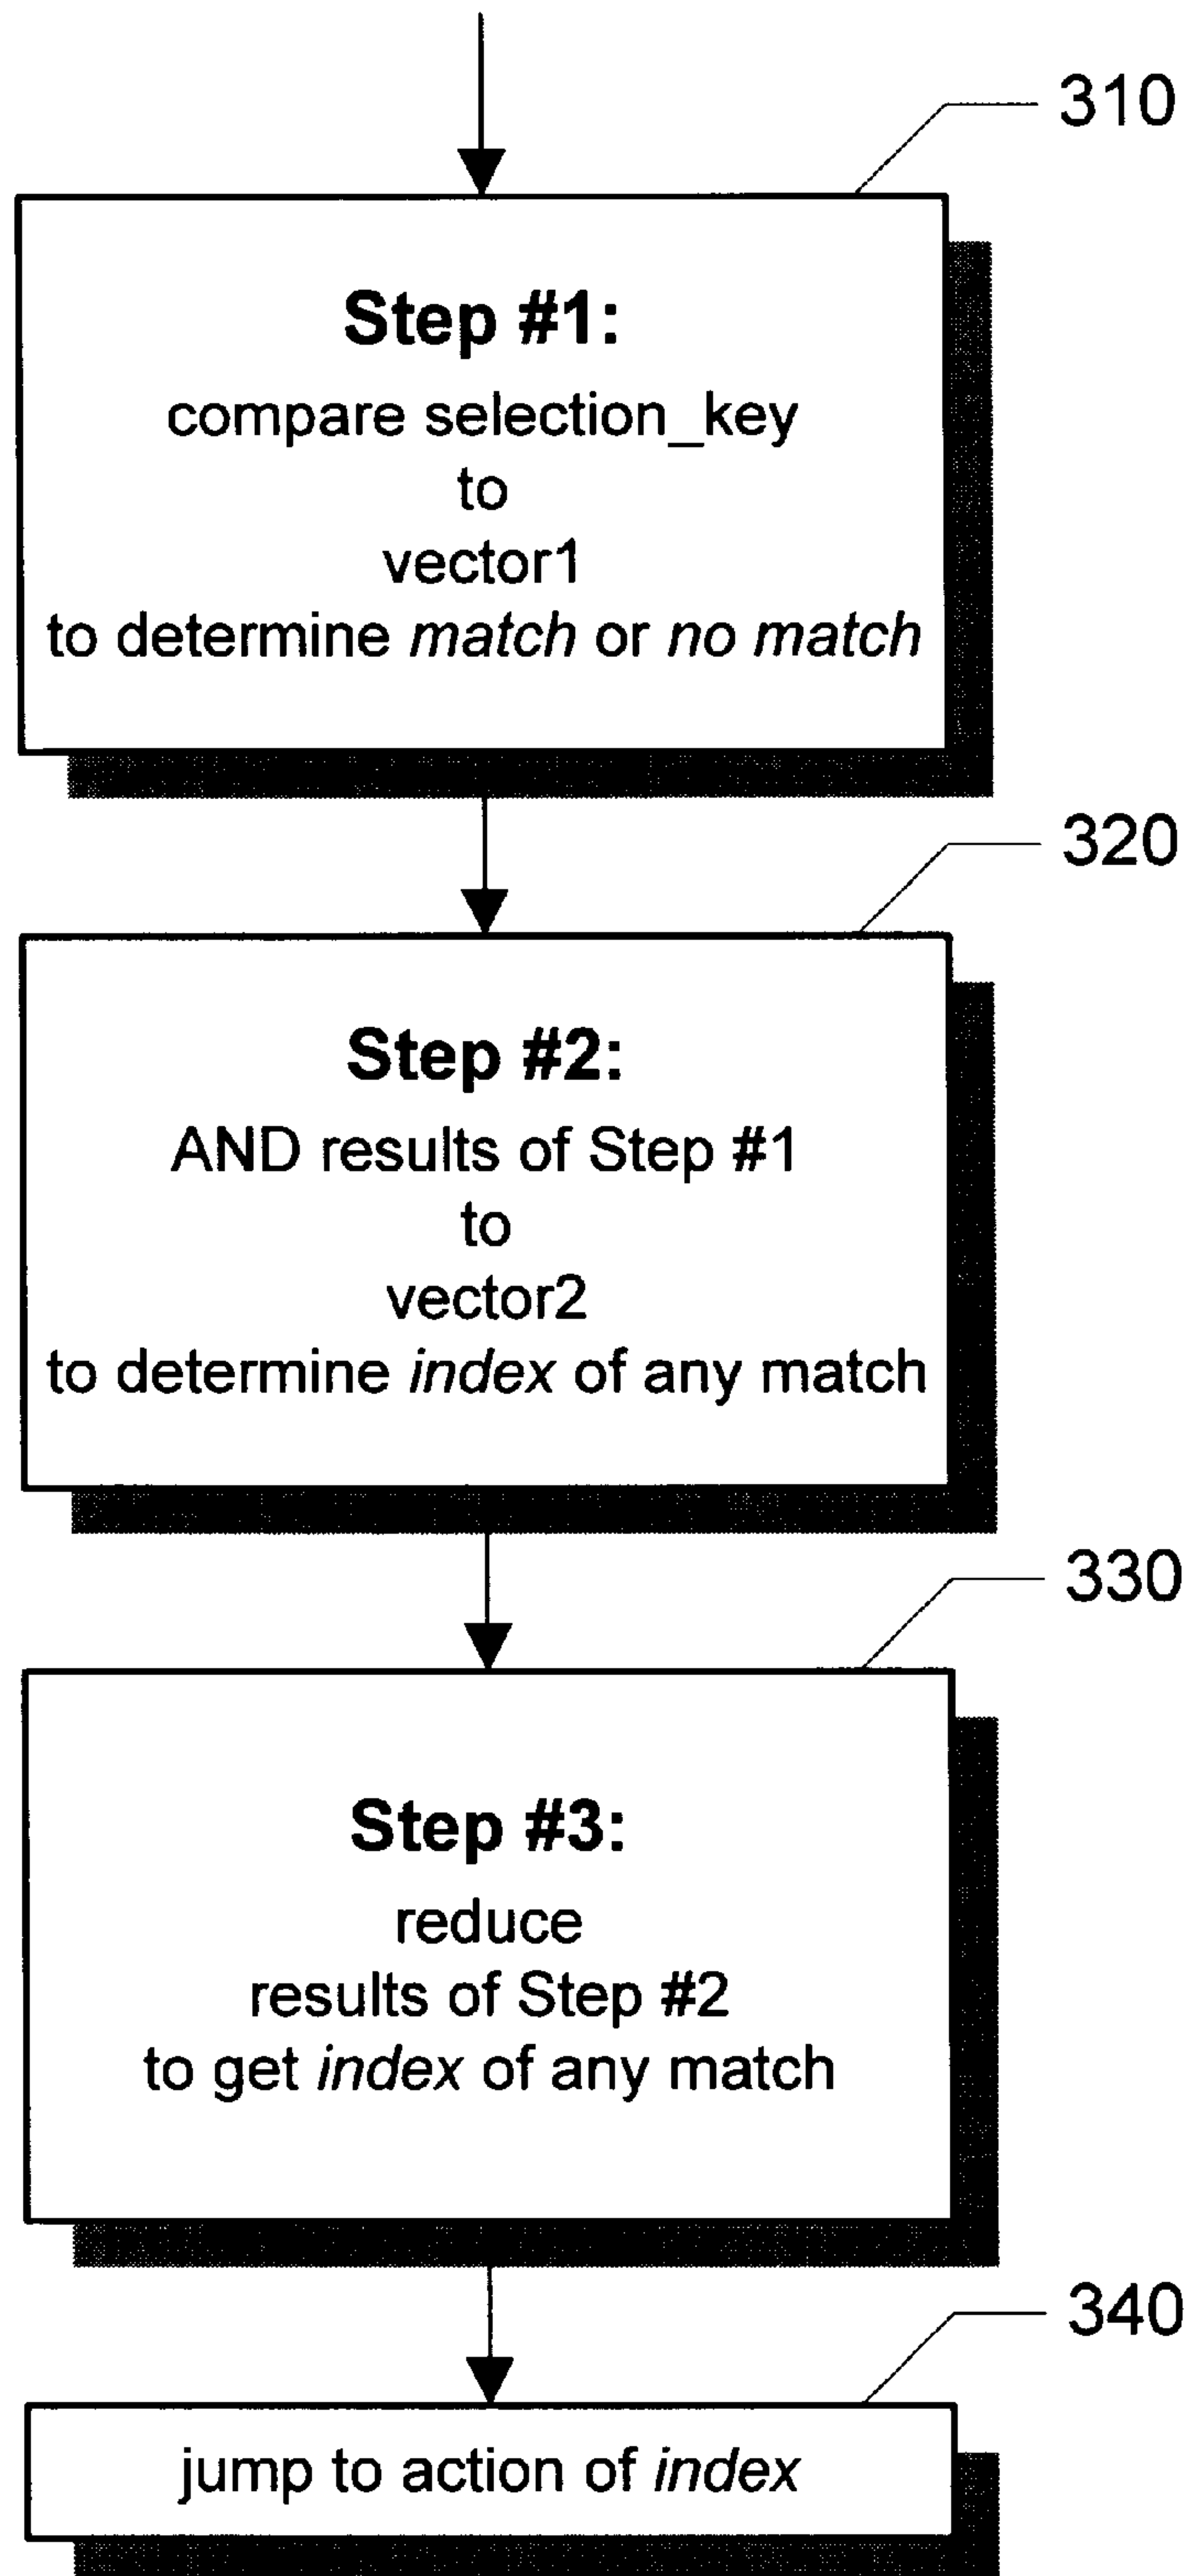 310
Step #1:
compare selection_key
to
vector1
to determine match or no match
320
Step #2:
AND results of Step #1
to
vector2
to determine index of any match
330
Step #3:
reduce
results of Step #2
to get index of any match
340
jump to action of index